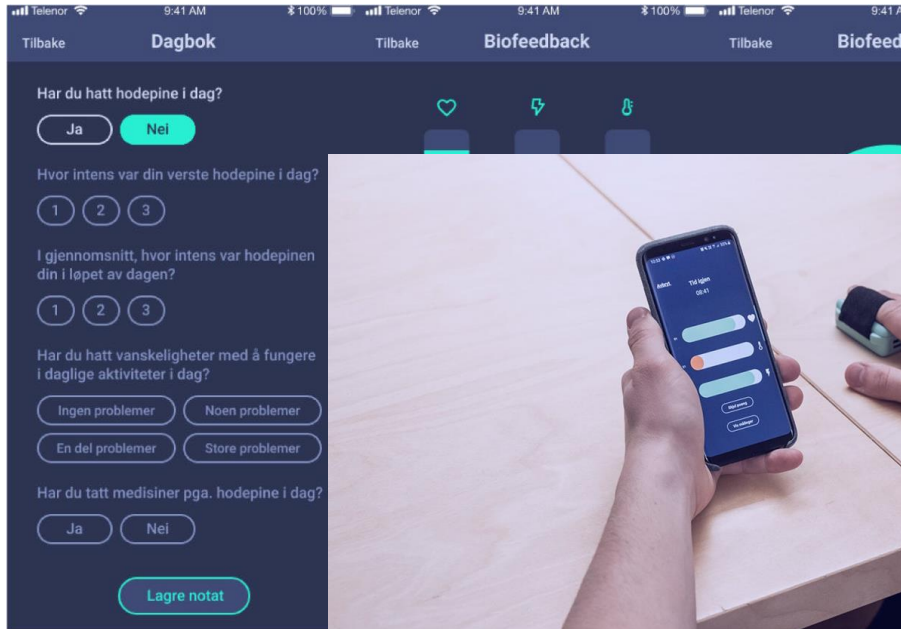 Telenor 9:41 AM 100%
Tilbake Dagbok
Har du hatt hodepine i dag?
Ja Nei
Hvor intens var din verste hodepine i dag?
1 2 3
I gjennomsnitt, hvor intens var hodepinen
din i løpet av dagen?
1 2 3
Har du hatt vanskeligheter med å fungere
i daglige aktiviteter i dag?
Ingen problemer Noen problemer
En del problemer Store problemer
Har du tatt medisiner pga. hodepine i dag?
Ja Nei
Lagre notat
Telenor 9:41 AM 100%
Tilbake Biofeedback
Telenor 9:41 A
Tilbake Biofeed
Avbryt Tid igjen
08:41